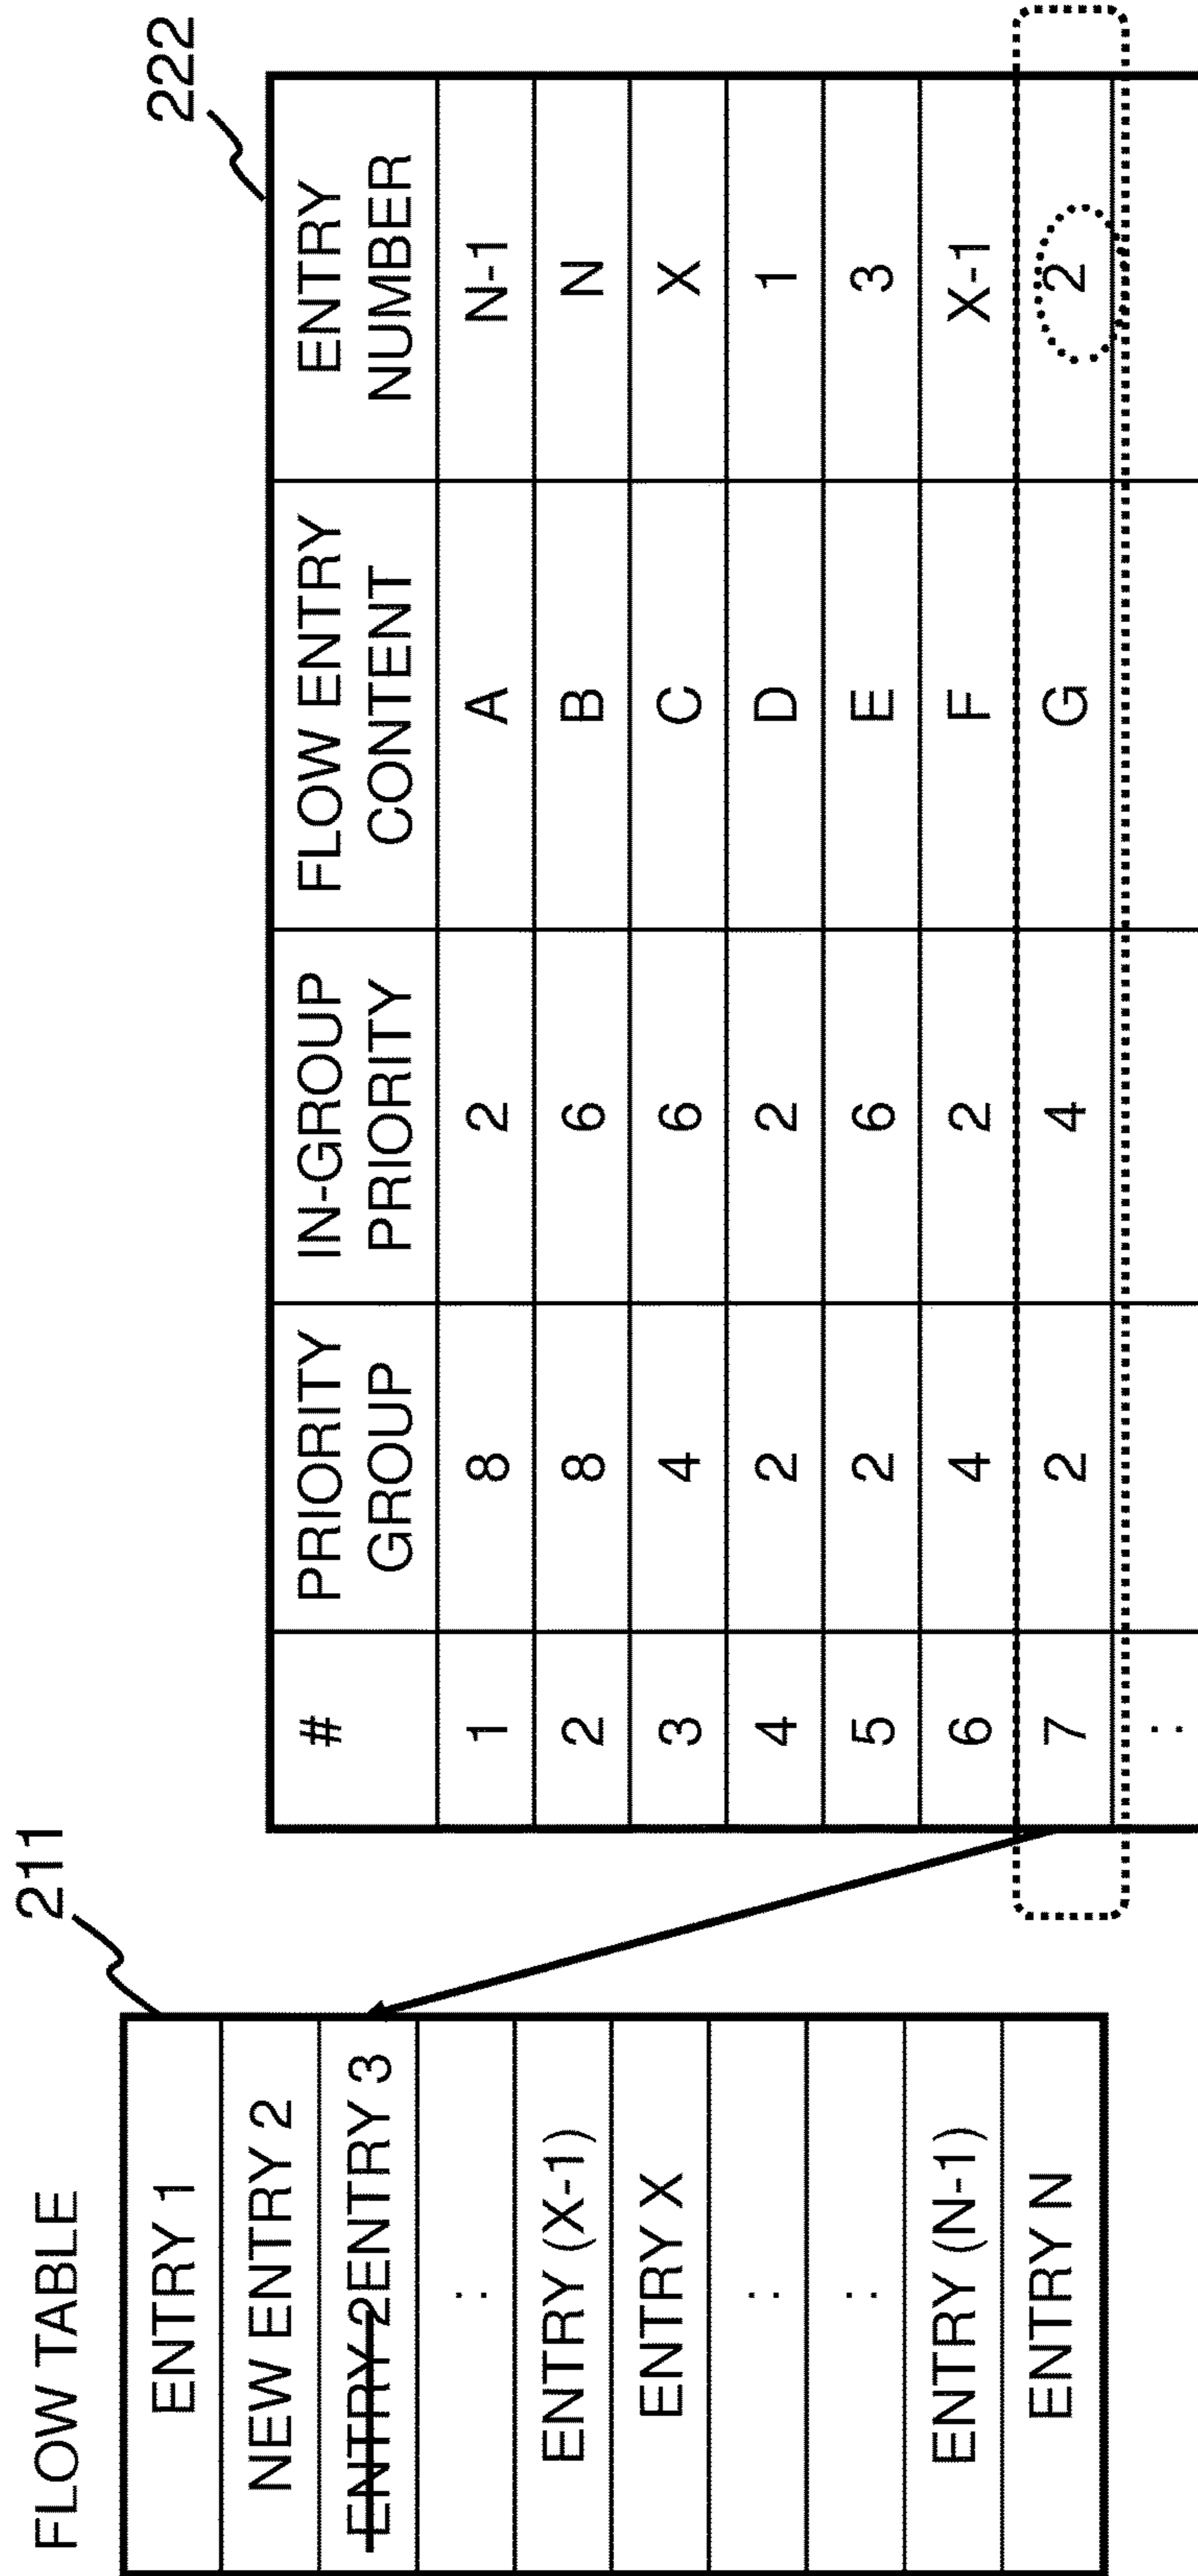 FLOW TABLE
211
ENTRY 1
NEW ENTRY 2
ENTRY 2ENTRY 3
:
ENTRY (X-1)
ENTRY X
:
:
ENTRY (N-1)
ENTRY N
222
# PRIORITY GROUP IN-GROUP PRIORITY FLOW ENTRY CONTENT ENTRY NUMBER
1 8 2 A N-1
2 8 6 B N
3 4 6 C X
4 2 2 D 1
5 2 6 E 3
6 4 2 F X-1
7 2 4 G 2
: